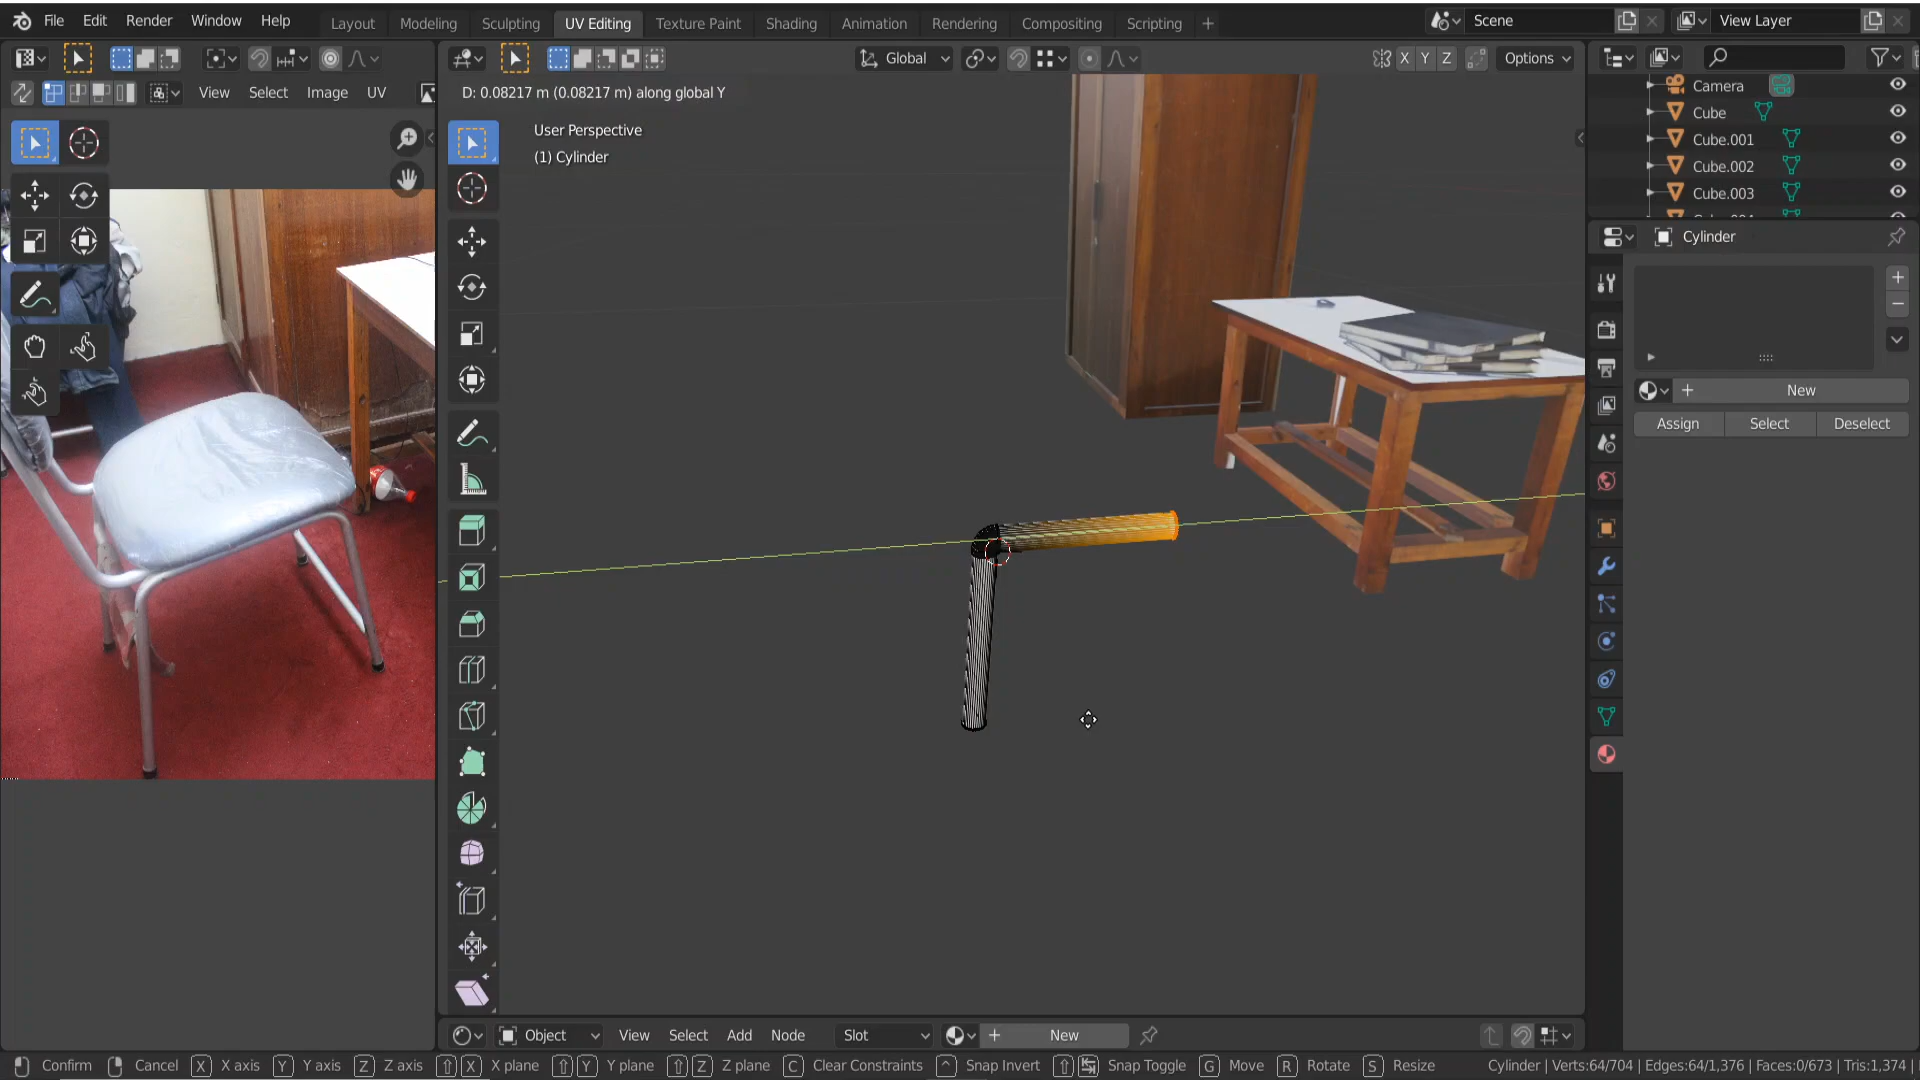 File Edit Render Window Help
Layout Modeling Sculpting UV Editing Texture Paint Shading Animation Rendering Compositing Scripting +
Scene
View Layer
Global
X Y Z
Options
View Select Image UV
D: 0.08217 m (0.08217 m) along global Y
User Perspective
(1) Cylinder
Camera
Cube
Cube.001
Cube.002
Cube.003
Cylinder
New
Assign Select Deselect
Object View Select Add Node Slot New
Confirm Cancel X X axis Y Y axis Z Z axis X X plane Y Y plane Z Z plane C Clear Constraints ^ Snap Invert Snap Toggle G Move R Rotate S Resize Cylinder | Verts:64/704 | Edges:64/1,376 | Faces:0/673 | Tris:1,374 |